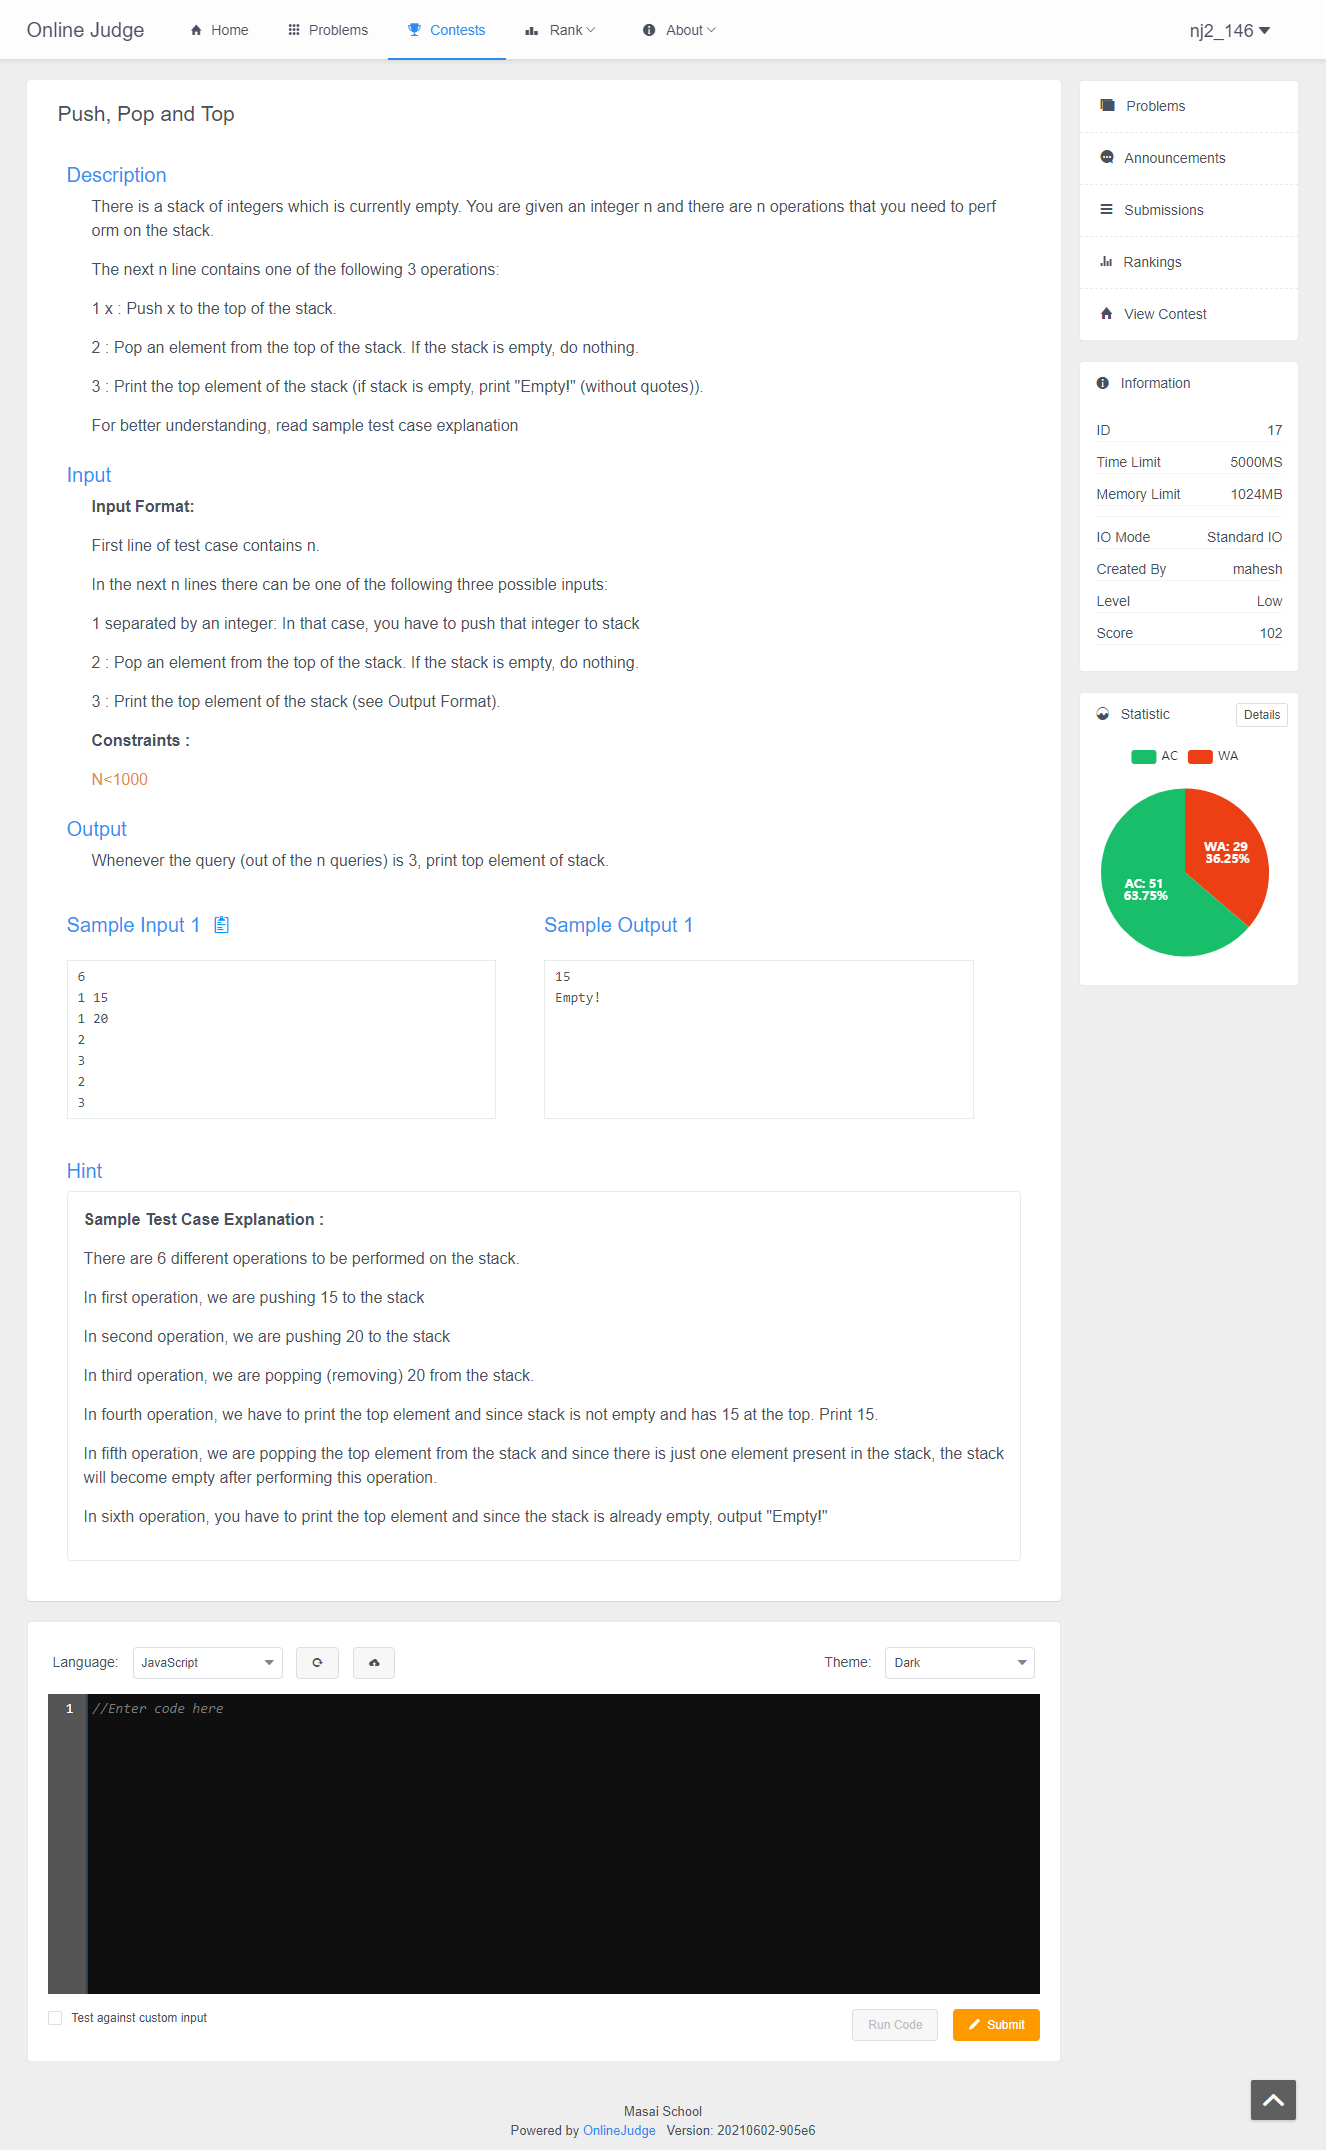 Online Judge
Home
Problems
Contests
Rank
About
nj2_146
Push, Pop and Top
Description
There is a stack of integers which is currently empty. You are given an integer n and there are n operations that you need to perf
orm on the stack.
The next n line contains one of the following 3 operations:
1 x : Push x to the top of the stack.
2 : Pop an element from the top of the stack. If the stack is empty, do nothing.
3 : Print the top element of the stack (if stack is empty, print "Empty!" (without quotes)).
For better understanding, read sample test case explanation
Input
Input Format:
First line of test case contains n.
In the next n lines there can be one of the following three possible inputs:
1 separated by an integer: In that case, you have to push that integer to stack
2 : Pop an element from the top of the stack. If the stack is empty, do nothing.
3 : Print the top element of the stack (see Output Format).
Constraints :
N<1000
Output
Whenever the query (out of the n queries) is 3, print top element of stack.
Sample Input 1
6
1 15
1 20
2
3
2
3
Sample Output 1
15
Empty!
Hint
Sample Test Case Explanation :
There are 6 different operations to be performed on the stack.
In first operation, we are pushing 15 to the stack
In second operation, we are pushing 20 to the stack
In third operation, we are popping (removing) 20 from the stack.
In fourth operation, we have to print the top element and since stack is not empty and has 15 at the top. Print 15.
In fifth operation, we are popping the top element from the stack and since there is just one element present in the stack, the stack
will become empty after performing this operation.
In sixth operation, you have to print the top element and since the stack is already empty, output "Empty!"
Language: JavaScript
Theme: Dark
1 //Enter code here
Test against custom input
Run Code
Submit
Problems
Announcements
Submissions
Rankings
View Contest
Information
ID 17
Time Limit 5000MS
Memory Limit 1024MB
IO Mode Standard IO
Created By mahesh
Level Low
Score 102
Statistic
Details
AC WA
WA: 29
36.25%
AC: 51
63.75%
Masai School
Powered by OnlineJudge Version: 20210602-905e6